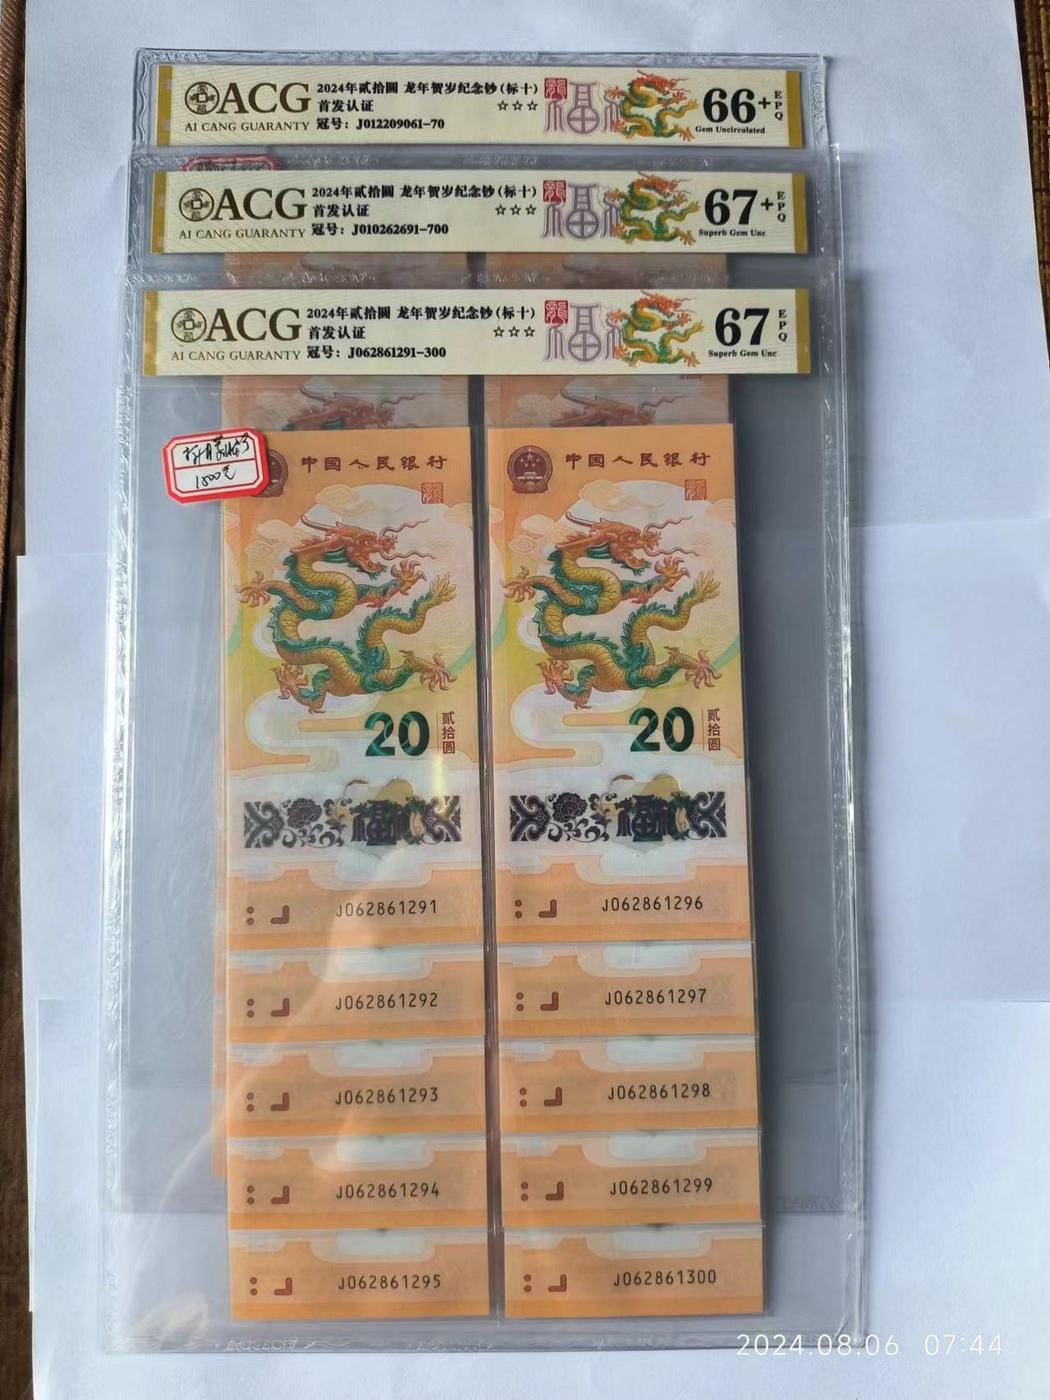 ACG
AI CANG GUARANTY
2024年贰拾圆 龙年贺岁纪念钞(标十)
首发认证 ☆☆☆
冠号: J012209061-70
66+ EPQ
Gem Uncirculated
ACG
AI CANG GUARANTY
2024年贰拾圆 龙年贺岁纪念钞(标十)
首发认证 ☆☆☆
冠号: J010262691-700
67+ EPQ
Superb Gem Unc
ACG
AI CANG GUARANTY
2024年贰拾圆 龙年贺岁纪念钞(标十)
首发认证 ☆☆☆
冠号: J062861291-300
67 EPQ
Superb Gem Unc
1500元
中国人民银行
20 贰拾圆
福
J062861291
J062861292
J062861293
J062861294
J062861295
中国人民银行
20 贰拾圆
福
J062861296
J062861297
J062861298
J062861299
J062861300
2024.08.06 07:44